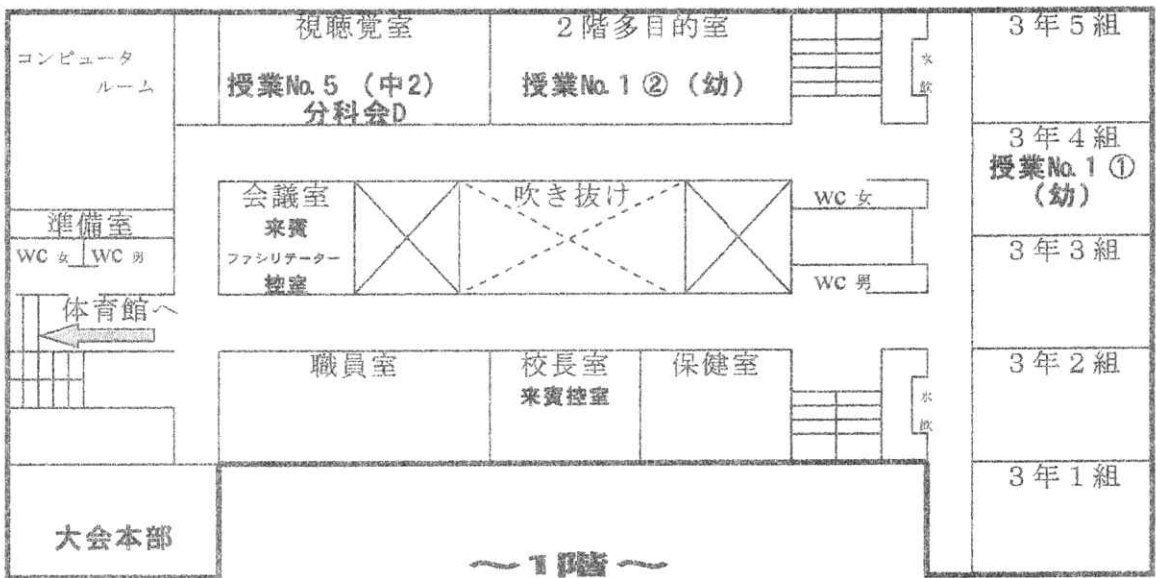 視聴覚室
授業No.5 (中2)
分科会D
2階多目的室
授業No.1 ② (幼)
コンピュータ
ルーム
水飲
3年5組
3年4組
授業No.1 ①
(幼)
会議室
来賓
ファシリテーター
控室
吹き抜け
WC 女
WC 男
準備室
WC 女
WC 男
3年3組
体育館へ
職員室
校長室
来賓控室
保健室
水飲
3年2組
3年1組
大会本部
～1階～